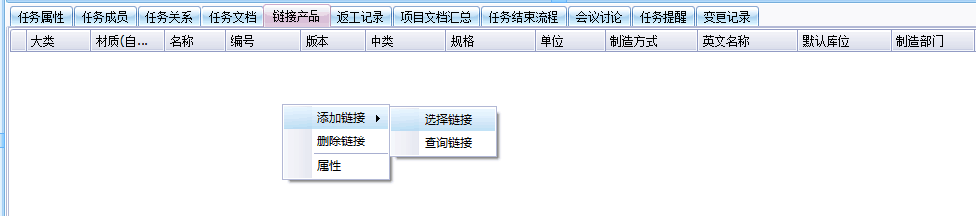 任务属性 任务成员 任务关系 任务文档 链接产品 返工记录 项目文档汇总 任务结束流程 会议讨论 任务提醒 变更记录
大类 材质(自... 名称 编号 版本 中类 规格 单位 制造方式 英文名称 默认库位 制造部门
添加链接 选择链接
删除链接 查询链接
属性